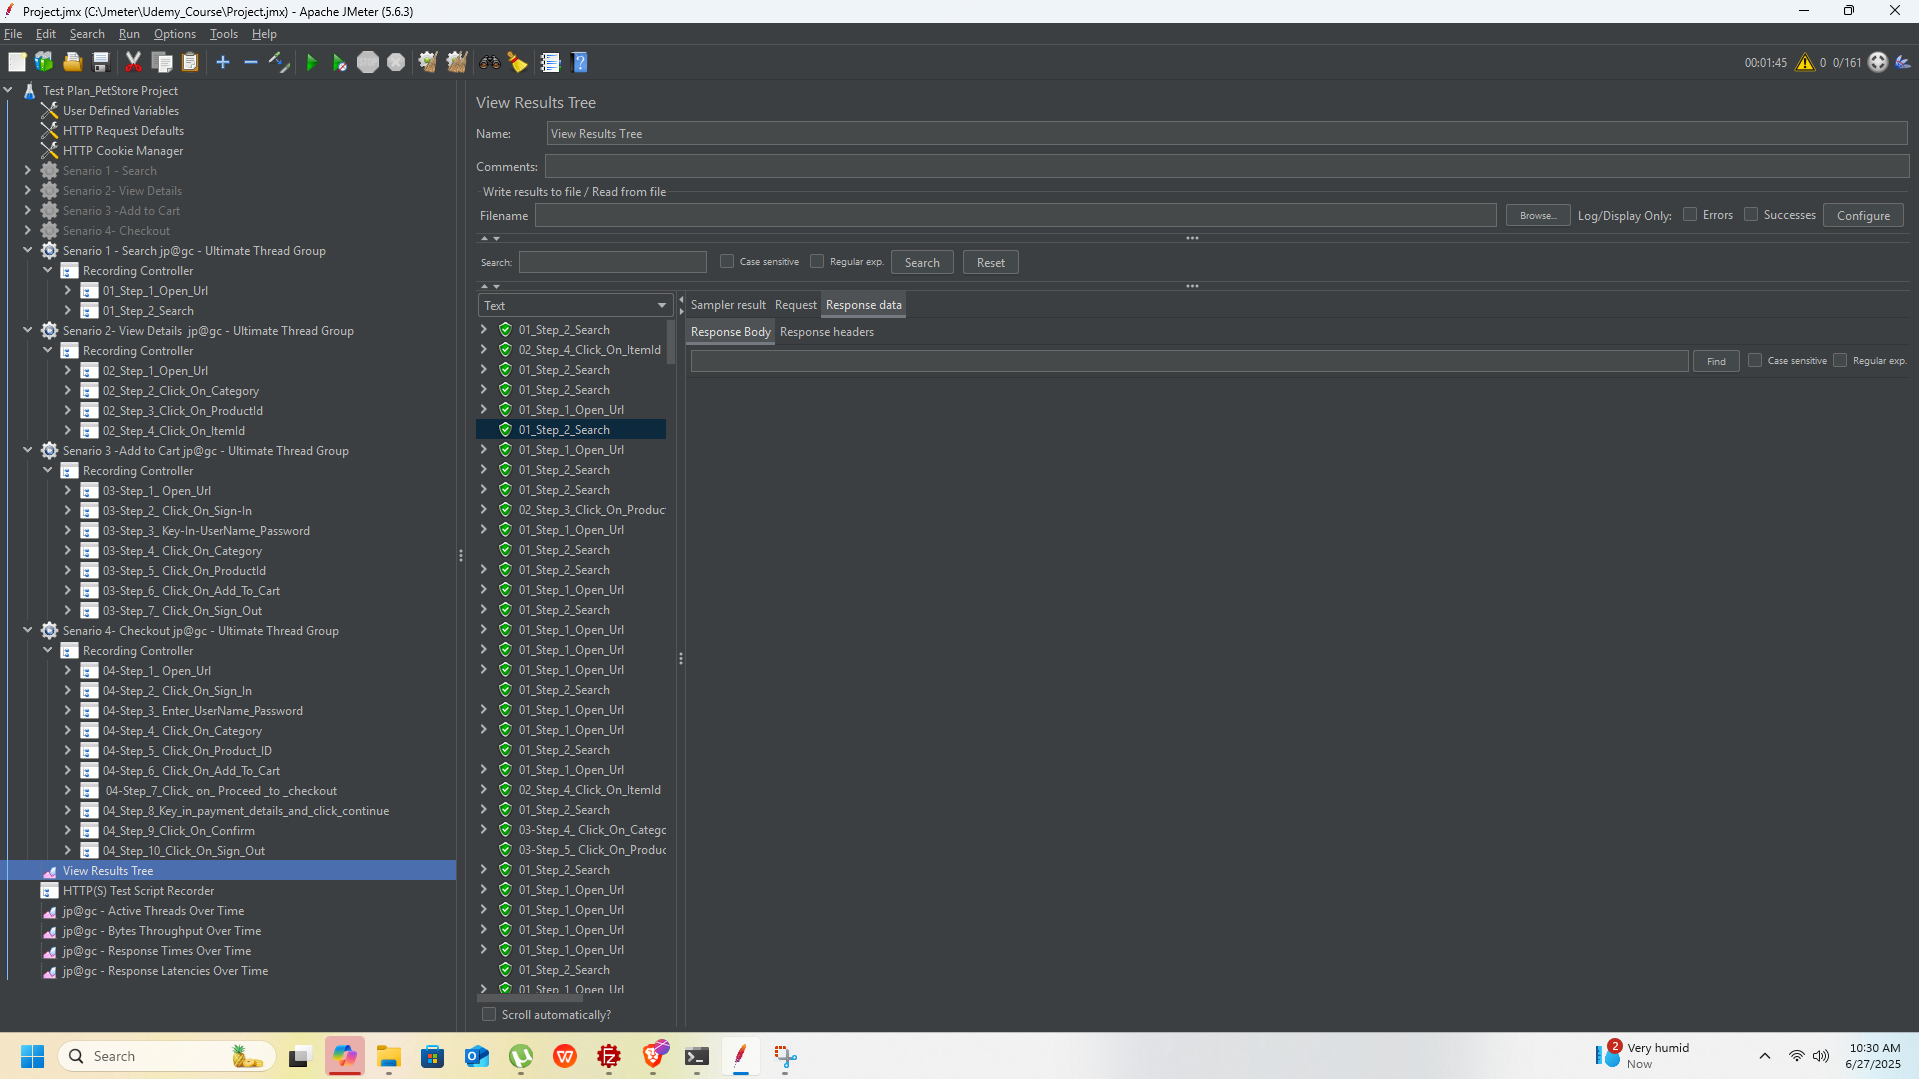 Project.jmx (C:\Jmeter\Udemy_Course\Project.jmx) - Apache JMeter (5.6.3)
File Edit Search Run Options Tools Help
00:01:45 0 0/161
Test Plan_PetStore Project
User Defined Variables
HTTP Request Defaults
HTTP Cookie Manager
Senario 1 - Search
Senario 2- View Details
Senario 3 -Add to Cart
Senario 4- Checkout
Senario 1 - Search jp@gc - Ultimate Thread Group
Recording Controller
01_Step_1_Open_Url
01_Step_2_Search
Senario 2- View Details jp@gc - Ultimate Thread Group
Recording Controller
02_Step_1_Open_Url
02_Step_2_Click_On_Category
02_Step_3_Click_On_ProductId
02_Step_4_Click_On_ItemId
Senario 3 -Add to Cart jp@gc - Ultimate Thread Group
Recording Controller
03-Step_1_ Open_Url
03-Step_2_ Click_On_Sign-In
03-Step_3_ Key-In-UserName_Password
03-Step_4_ Click_On_Category
03-Step_5_ Click_On_ProductId
03-Step_6_ Click_On_Add_To_Cart
03-Step_7_ Click_On_Sign_Out
Senario 4- Checkout jp@gc - Ultimate Thread Group
Recording Controller
04-Step_1_ Open_Url
04-Step_2_ Click_On_Sign_In
04-Step_3_ Enter_UserName_Password
04-Step_4_ Click_On_Category
04-Step_5_ Click_On_Product_ID
04-Step_6_ Click_On_Add_To_Cart
04-Step_7_Click_ on_ Proceed _to _checkout
04_Step_8_Key_in_payment_details_and_click_continue
04_Step_9_Click_On_Confirm
04_Step_10_Click_On_Sign_Out
View Results Tree
HTTP(S) Test Script Recorder
jp@gc - Active Threads Over Time
jp@gc - Bytes Throughput Over Time
jp@gc - Response Times Over Time
jp@gc - Response Latencies Over Time
View Results Tree
Name: View Results Tree
Comments:
Write results to file / Read from file
Filename Browse... Log/Display Only: Errors Successes Configure
Search: Case sensitive Regular exp. Search Reset
Text
01_Step_2_Search
02_Step_4_Click_On_ItemId
01_Step_2_Search
01_Step_2_Search
01_Step_1_Open_Url
01_Step_2_Search
01_Step_1_Open_Url
01_Step_2_Search
01_Step_2_Search
02_Step_3_Click_On_Produc
01_Step_1_Open_Url
01_Step_2_Search
01_Step_2_Search
01_Step_1_Open_Url
01_Step_2_Search
01_Step_1_Open_Url
01_Step_1_Open_Url
01_Step_1_Open_Url
01_Step_2_Search
01_Step_1_Open_Url
01_Step_1_Open_Url
01_Step_2_Search
01_Step_1_Open_Url
02_Step_4_Click_On_ItemId
01_Step_2_Search
03-Step_4_ Click_On_Catego
03-Step_5_ Click_On_Produc
01_Step_2_Search
01_Step_1_Open_Url
01_Step_1_Open_Url
01_Step_1_Open_Url
01_Step_1_Open_Url
01_Step_2_Search
01_Step_1_Open_Url
Scroll automatically?
Sampler result Request Response data
Response Body Response headers
Find Case sensitive Regular exp.
Search
2
Very humid
Now
10:30 AM
6/27/2025